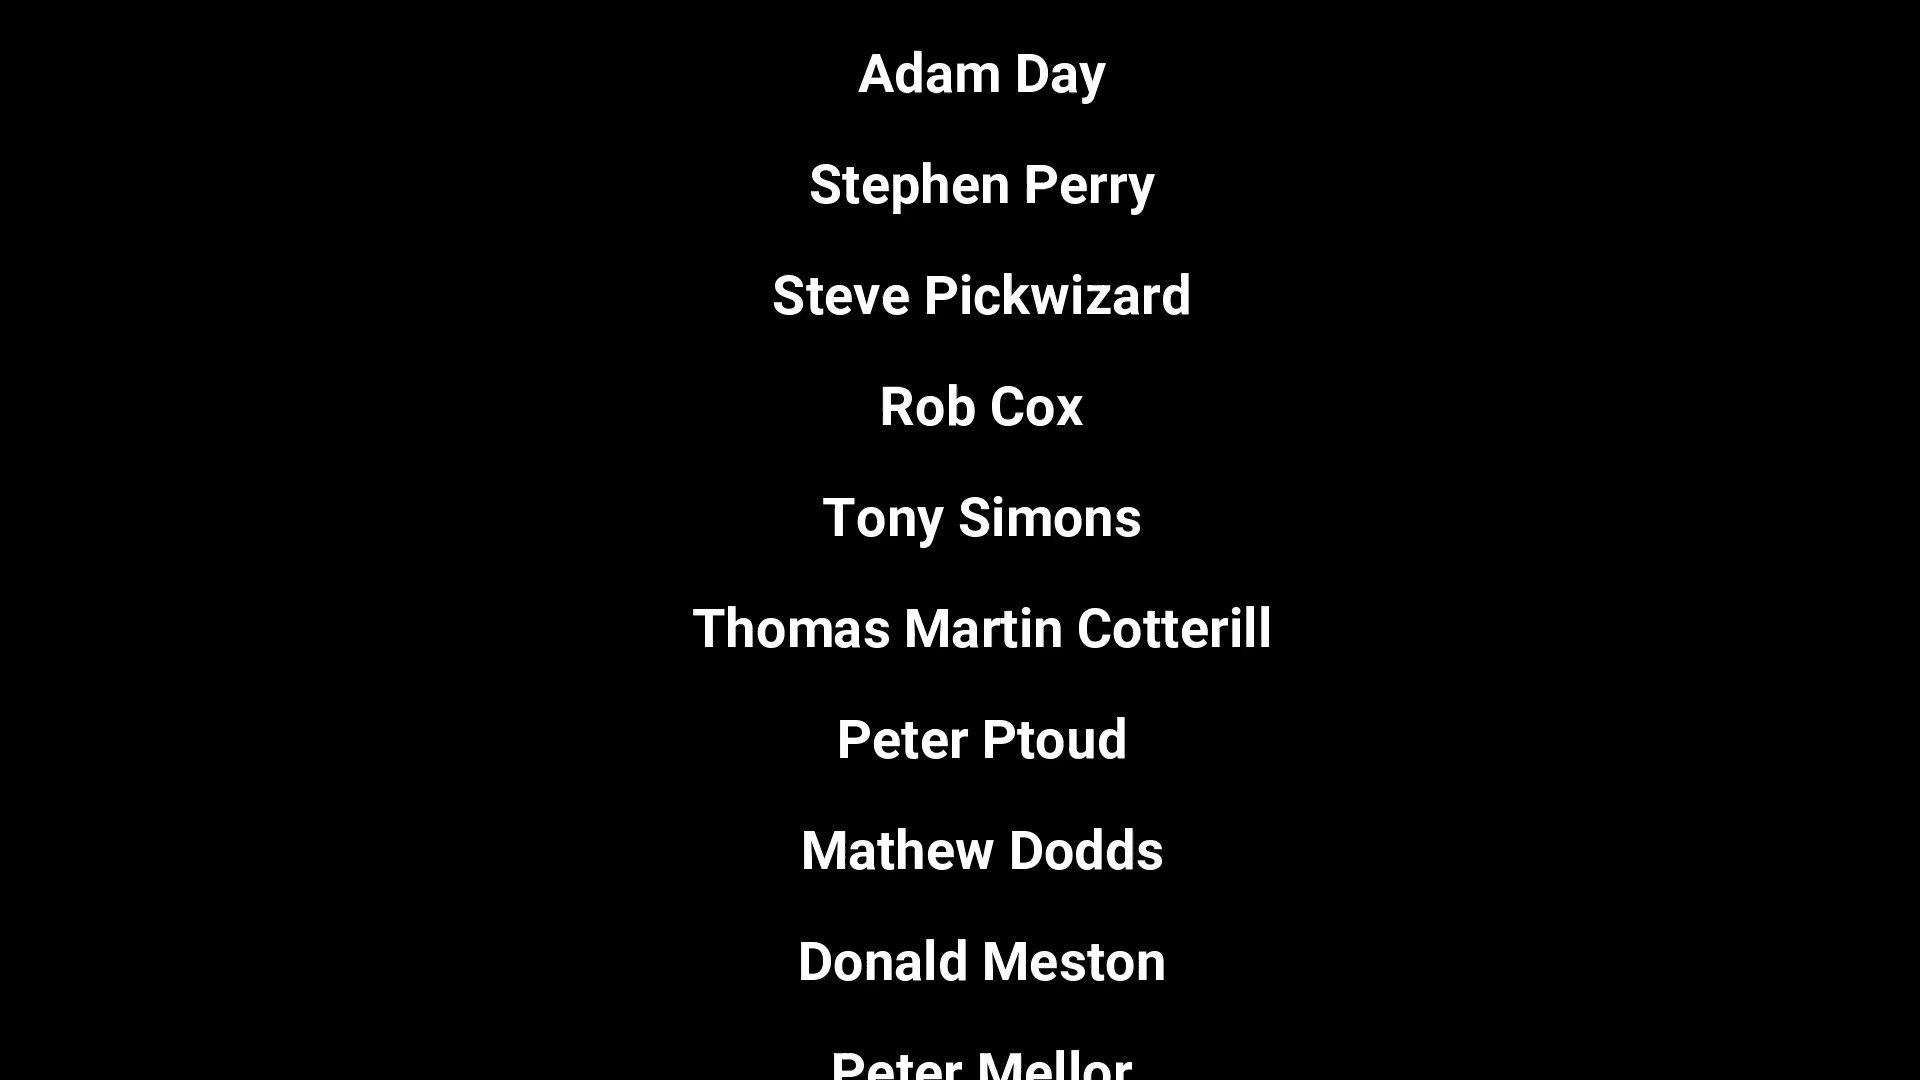 Adam Day
Stephen Perry
Steve Pickwizard
Rob Cox
Tony Simons
Thomas Martin Cotterill
Peter Ptoud
Mathew Dodds
Donald Meston
Peter Mellor